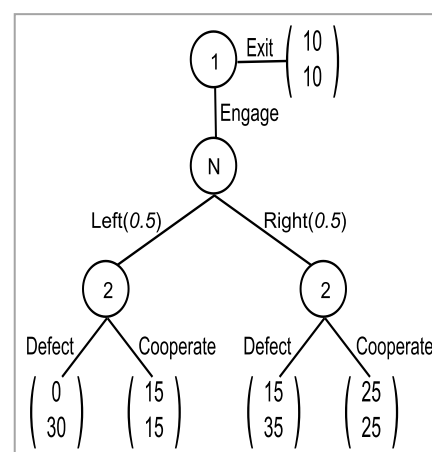 1
Exit
10
10
Engage
N
Left(0.5)
Right(0.5)
2
2
Defect
Cooperate
Defect
Cooperate
0
30
15
15
15
35
25
25